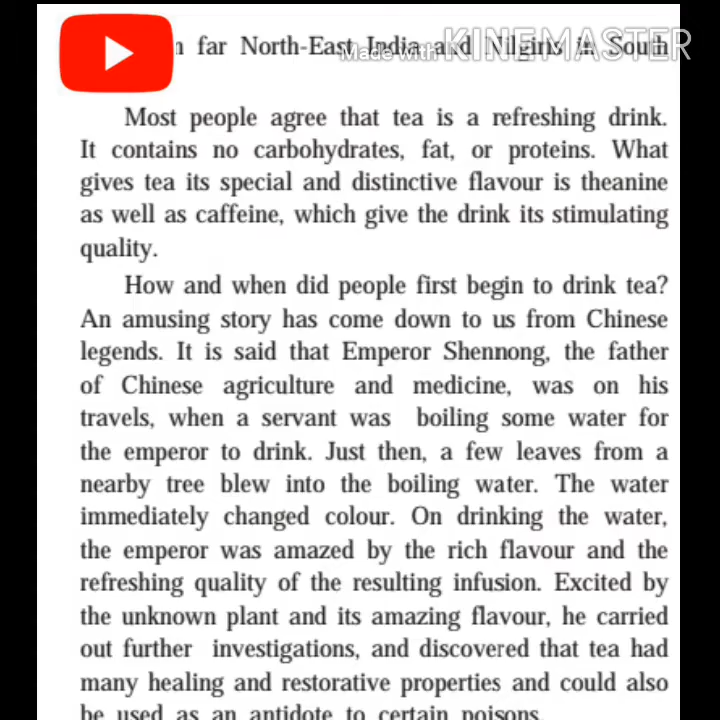 far North-East India and Nilgiris in South
Made with KINEMASTER
Most people agree that tea is a refreshing drink.
It contains no carbohydrates, fat, or proteins. What
gives tea its special and distinctive flavour is theanine
as well as caffeine, which give the drink its stimulating
quality.
How and when did people first begin to drink tea?
An amusing story has come down to us from Chinese
legends. It is said that Emperor Shennong, the father
of Chinese agriculture and medicine, was on his
travels, when a servant was boiling some water for
the emperor to drink. Just then, a few leaves from a
nearby tree blew into the boiling water. The water
immediately changed colour. On drinking the water,
the emperor was amazed by the rich flavour and the
refreshing quality of the resulting infusion. Excited by
the unknown plant and its amazing flavour, he carried
out further investigations, and discovered that tea had
many healing and restorative properties and could also
be used as an antidote to certain poisons.